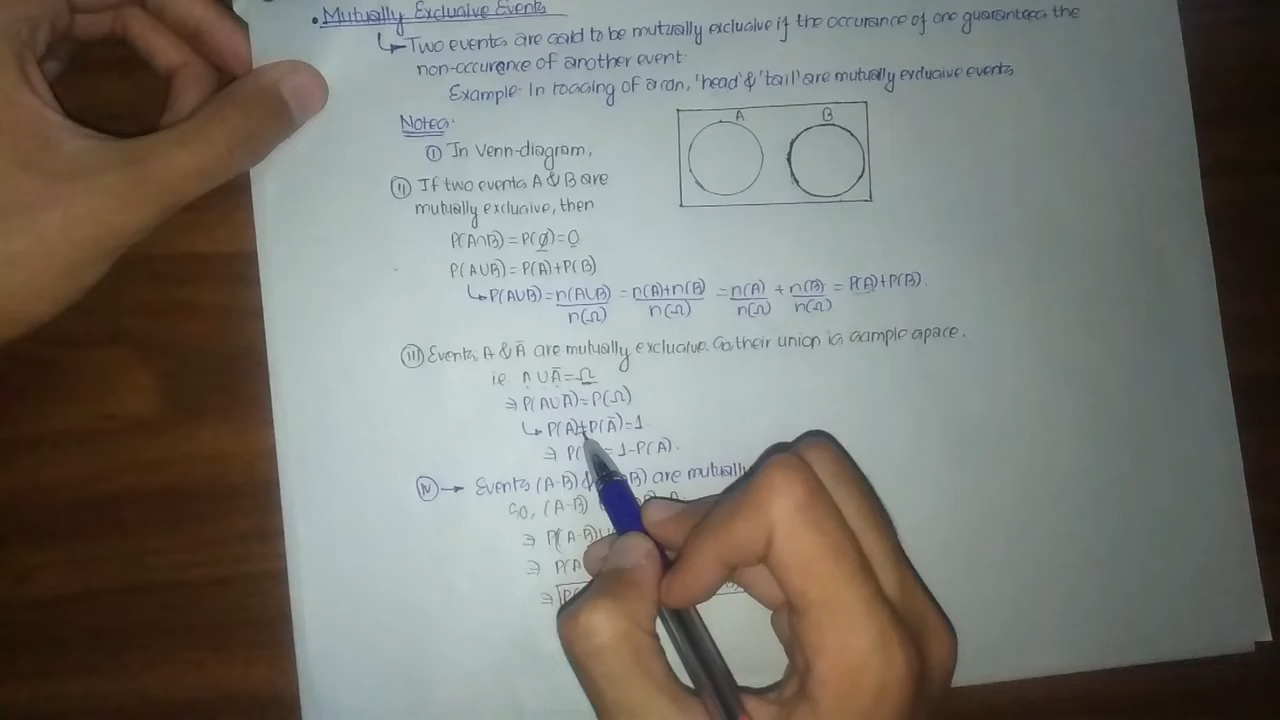 • Mutually Exclusive Events
↳ Two events are said to be mutually exclusive if the occurance of one guarantees the
non-occurance of another event.
Example: In tossing of a coin, 'head' & 'tail' are mutually exclusive events
Notes:
(I) In Venn-diagram;
A B
(II) If two events A & B are
mutually exclusive, then
P(A∩B) = P(∅) = 0
P(A∪B) = P(A)+P(B)
↳ P(A∪B) = n(A∪B)/n(Ω) = n(A)+n(B)/n(Ω) = n(A)/n(Ω) + n(B)/n(Ω) = P(A)+P(B).
(III) Events, A & Ā are mutually exclusive. So, their union is sample space.
ie A∪Ā = Ω
⇒ P(A∪Ā) = P(Ω)
↳ P(A)+P(Ā) = 1
⇒ P( = 1-P(A).
(IV) → Events (A-B) & B) are mutually
So, (A-B)
⇒ P(A-B)
⇒ P(A
⇒